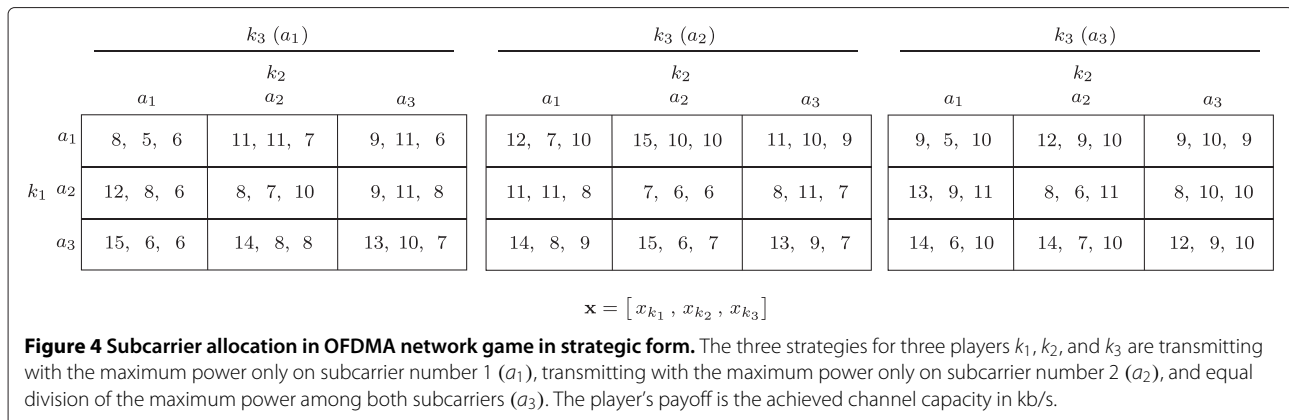 k3 (a1) k3 (a2) k3 (a3)
k2 k2 k2
a1 a2 a3 a1 a2 a3 a1 a2 a3
a1 8, 5, 6 11, 11, 7 9, 11, 6 12, 7, 10 15, 10, 10 11, 10, 9 9, 5, 10 12, 9, 10 9, 10, 9
k1 a2 12, 8, 6 8, 7, 10 9, 11, 8 11, 11, 8 7, 6, 6 8, 11, 7 13, 9, 11 8, 6, 11 8, 10, 10
a3 15, 6, 6 14, 8, 8 13, 10, 7 14, 8, 9 15, 6, 7 13, 9, 7 14, 6, 10 14, 7, 10 12, 9, 10
x = [ xk1 , xk2 , xk3 ]
Figure 4 Subcarrier allocation in OFDMA network game in strategic form. The three strategies for three players k1, k2, and k3 are transmitting
with the maximum power only on subcarrier number 1 (a1), transmitting with the maximum power only on subcarrier number 2 (a2), and equal
division of the maximum power among both subcarriers (a3). The player's payoff is the achieved channel capacity in kb/s.